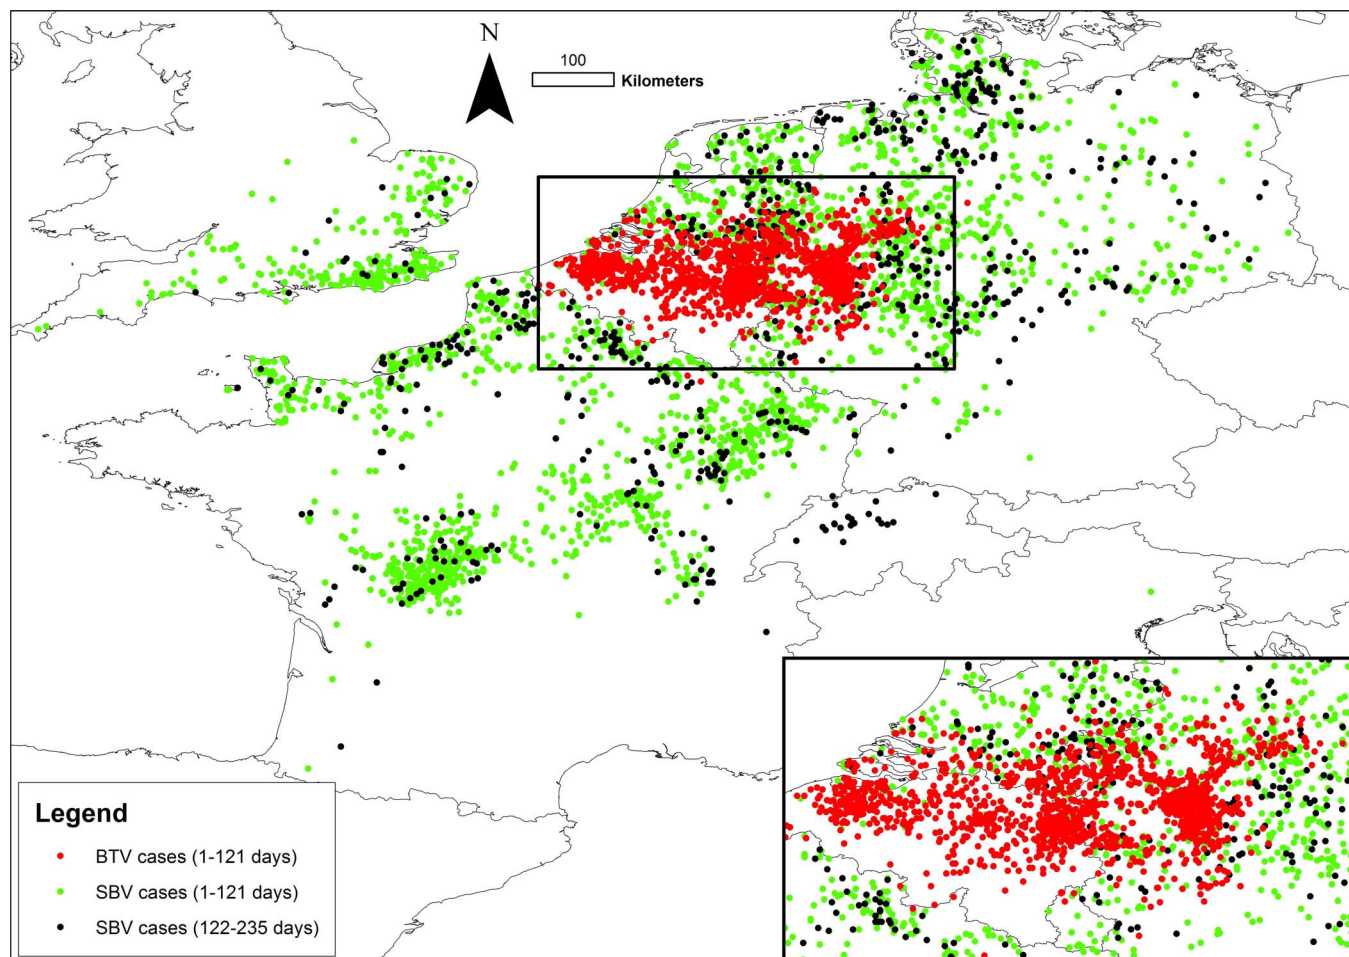 N
100
Kilometers
Legend
BTV cases (1-121 days)
SBV cases (1-121 days)
SBV cases (122-235 days)